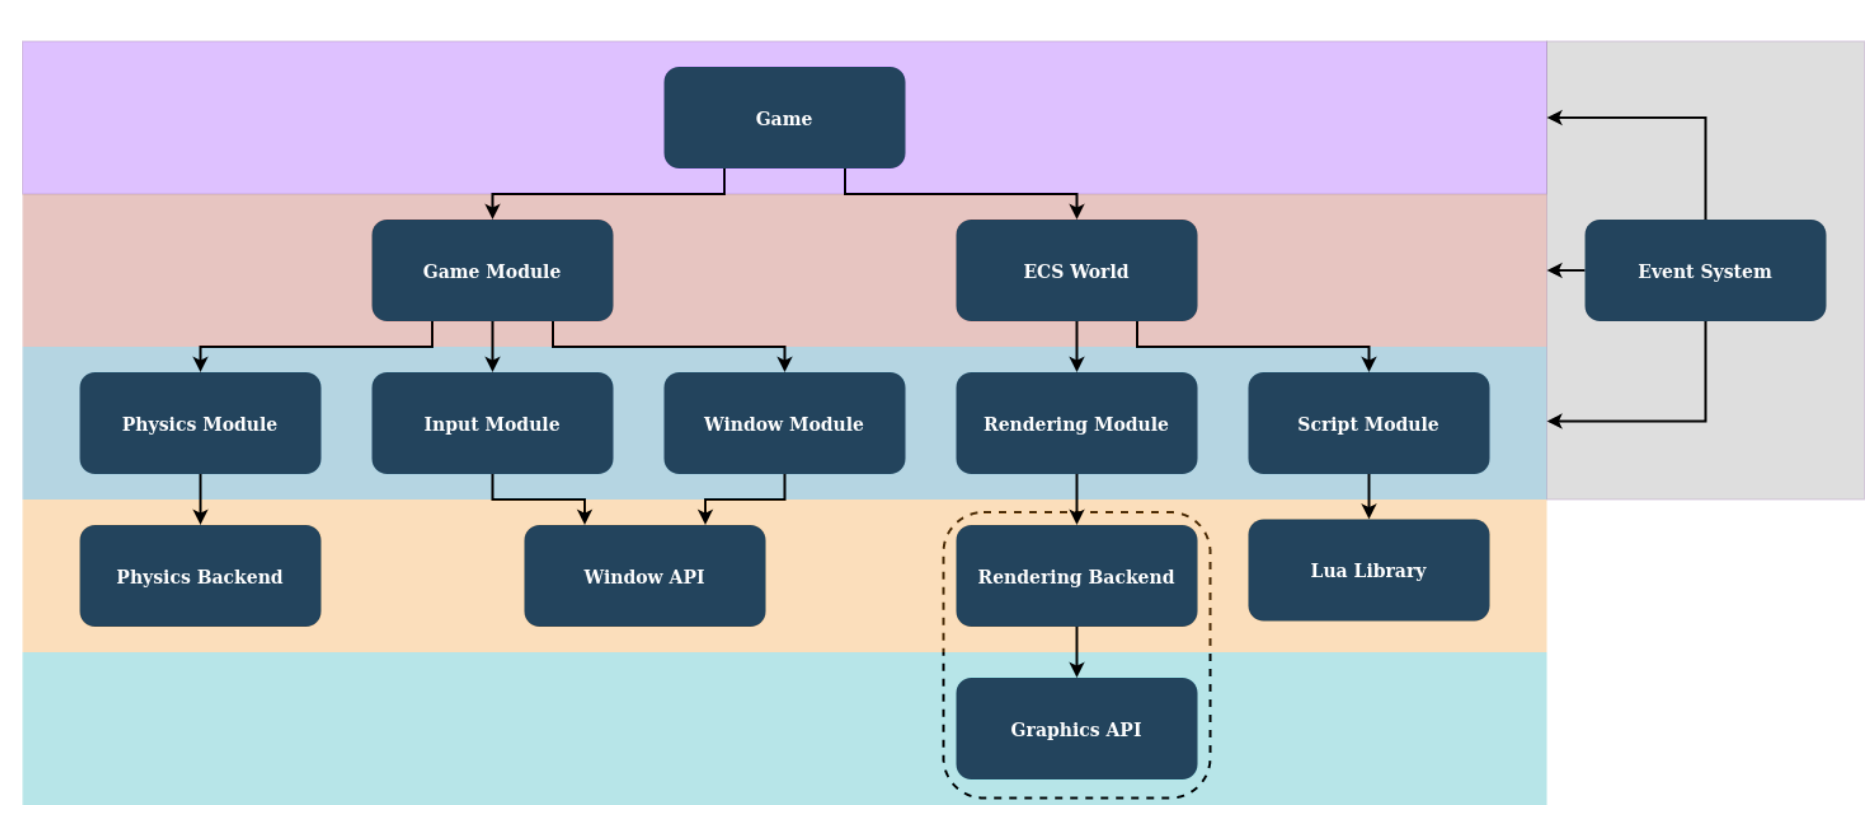 Game
Game Module
ECS World
Event System
Physics Module
Input Module
Window Module
Rendering Module
Script Module
Physics Backend
Window API
Rendering Backend
Lua Library
Graphics API